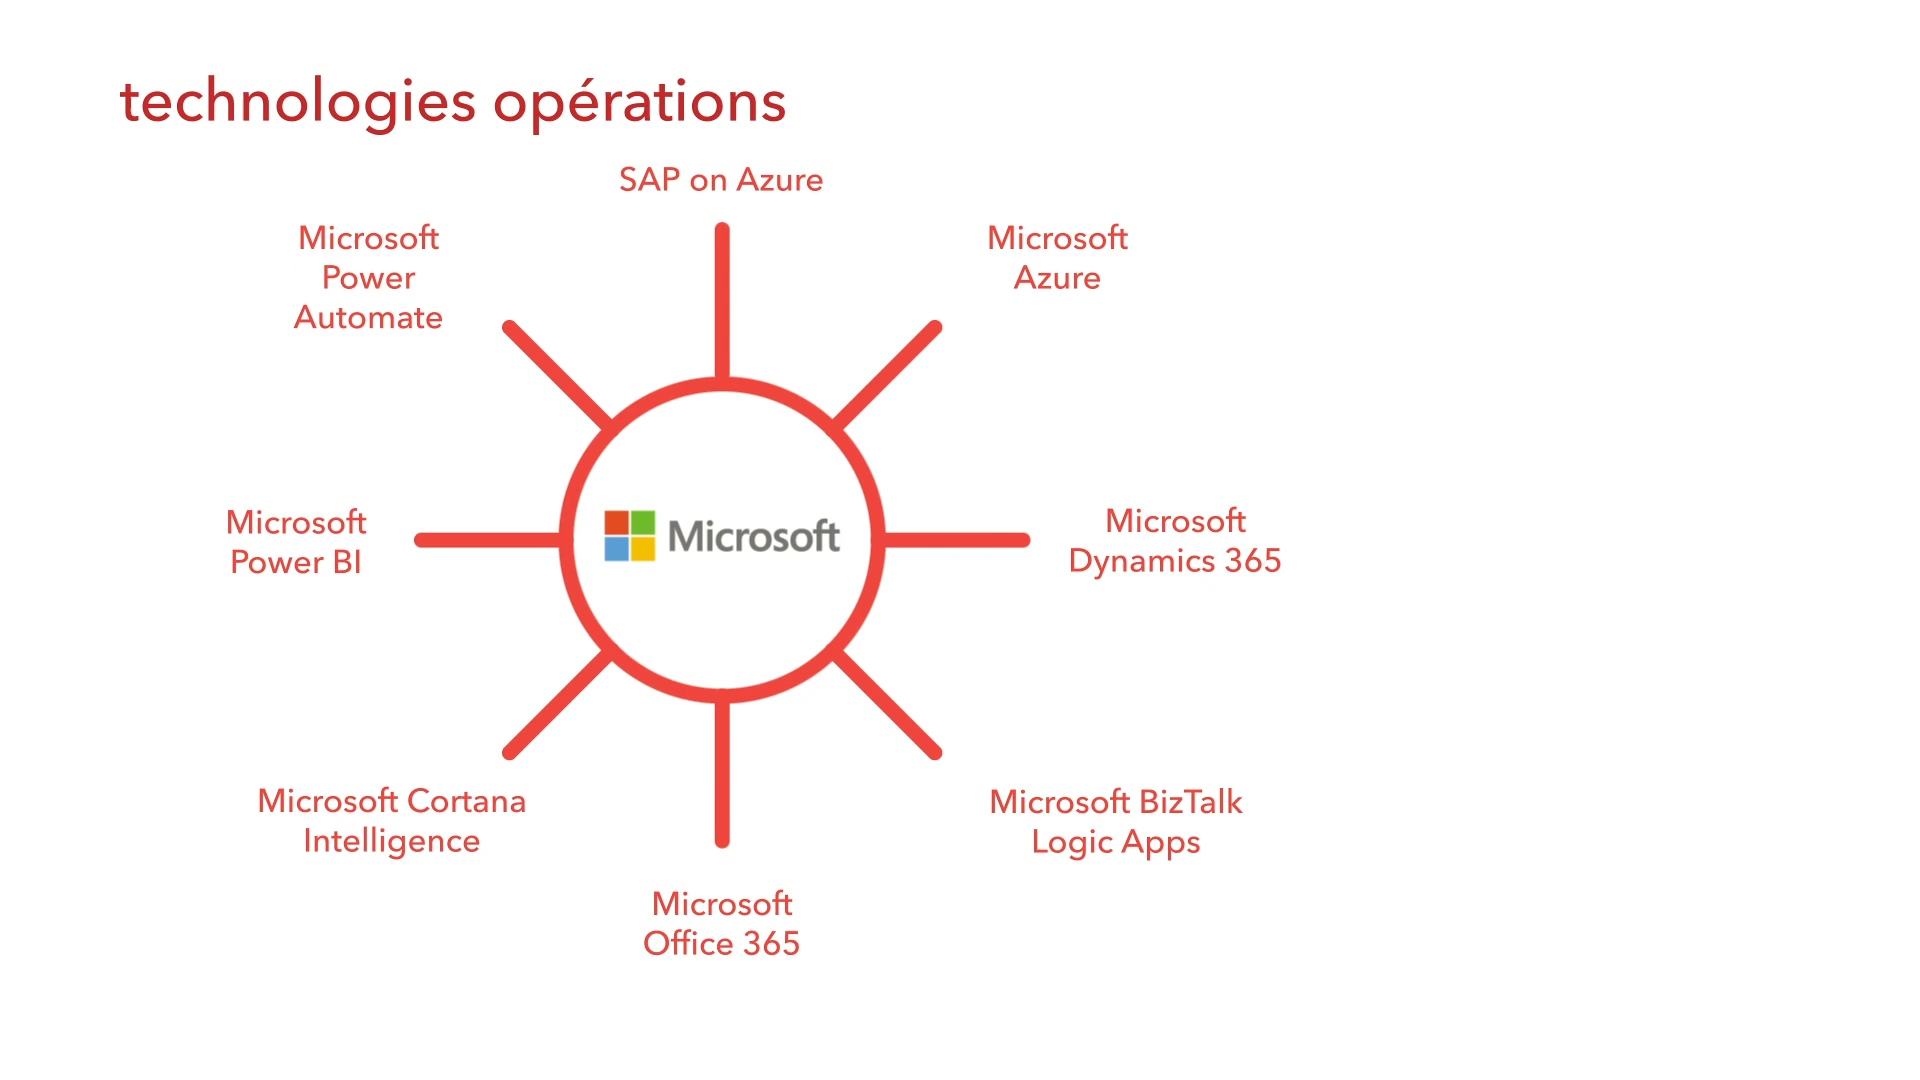 technologies opérations
SAP on Azure
Microsoft
Power
Automate
Microsoft
Azure
Microsoft
Power BI
Microsoft
Microsoft
Dynamics 365
Microsoft Cortana
Intelligence
Microsoft BizTalk
Logic Apps
Microsoft
Office 365